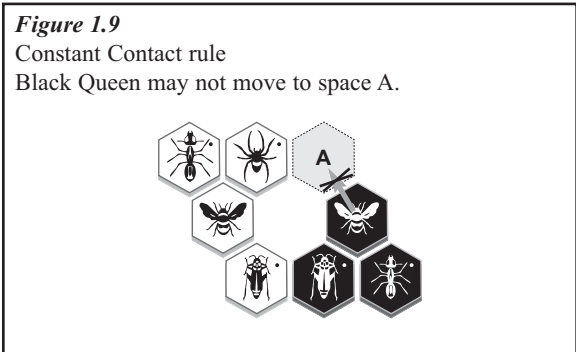 Figure 1.9
Constant Contact rule
Black Queen may not move to space A.
A